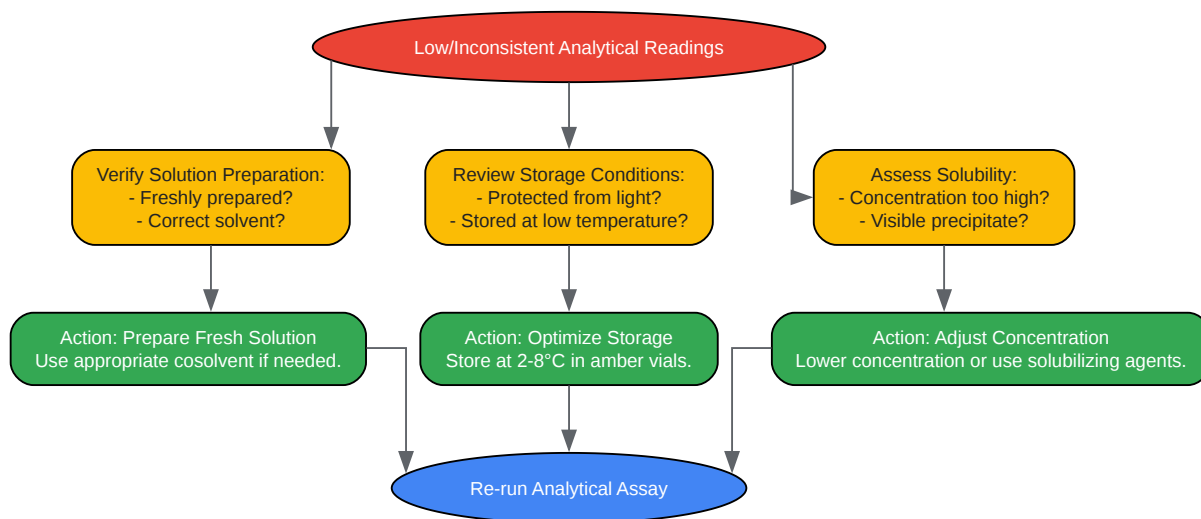 Low/Inconsistent Analytical Readings
Verify Solution Preparation:
- Freshly prepared?
- Correct solvent?
Review Storage Conditions:
- Protected from light?
- Stored at low temperature?
Assess Solubility:
- Concentration too high?
- Visible precipitate?
Action: Prepare Fresh Solution
Use appropriate cosolvent if needed.
Action: Optimize Storage
Store at 2-8°C in amber vials.
Action: Adjust Concentration
Lower concentration or use solubilizing agents.
Re-run Analytical Assay